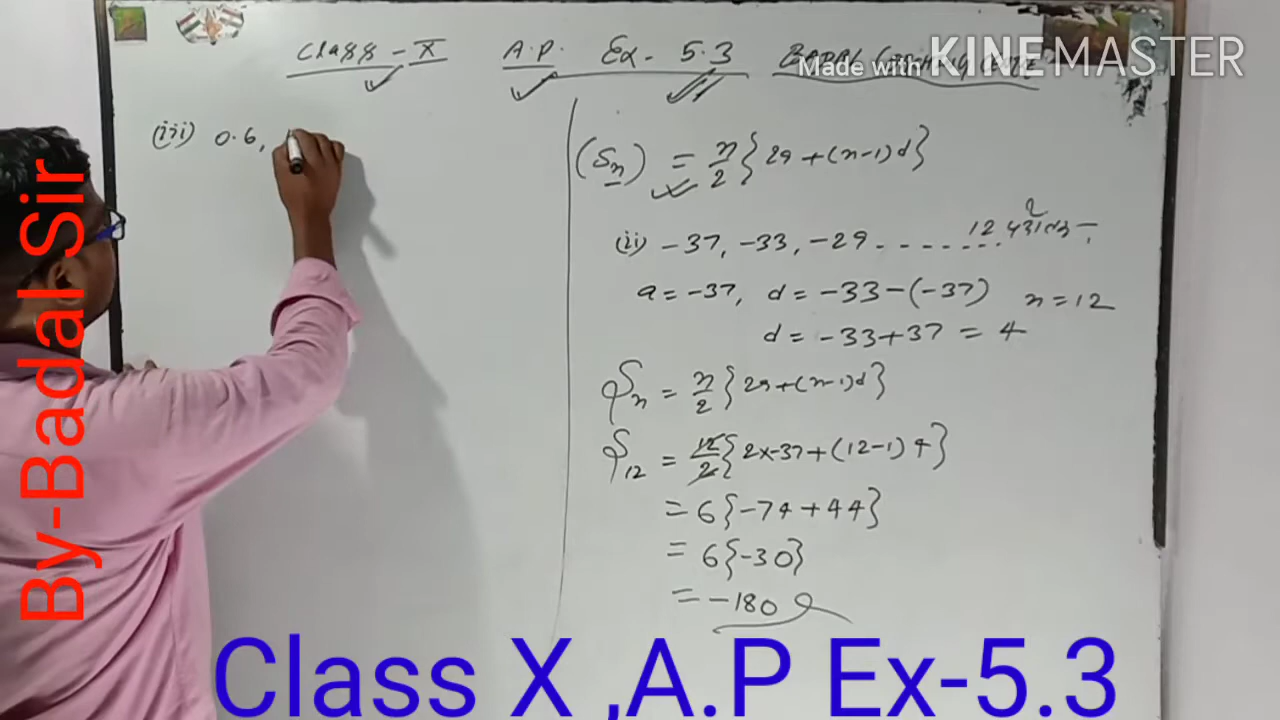 Class - X A.P. Ex- 5.3
Made with KINEMASTER
(iii) 0.6,
(Sn) = n/2 {2a + (n-1)d}
(ii) -37, -33, -29 - - - - - - - 12
a = -37, d = -33-(-37) n = 12
d = -33+37 = 4
Sn = n/2 {2a+(n-1)d}
S12 = 12/2 {2x-37+(12-1)4}
= 6{-74+44}
= 6{-30}
= -180
By-Badal Sir
Class X ,A.P Ex-5.3